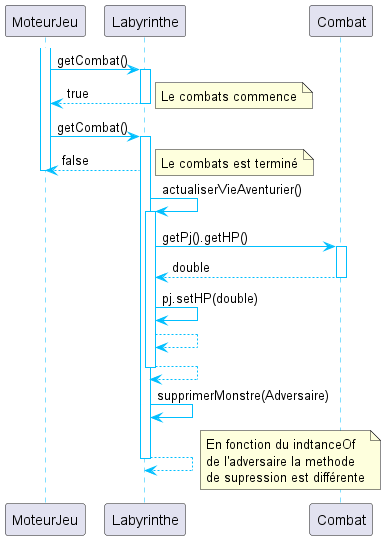 MoteurJeu
Labyrinthe
Combat
getCombat()
true
Le combats commence
getCombat()
false
Le combats est terminé
actualiserVieAventurier()
getPj().getHP()
double
pj.setHP(double)
supprimerMonstre(Adversaire)
En fonction du indtanceOf
de l'adversaire la methode
de supression est différente
MoteurJeu
Labyrinthe
Combat